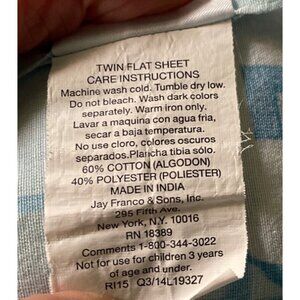 TWIN FLAT SHEET
CARE INSTRUCTIONS
Machine wash cold. Tumble dry low.
Do not bleach. Wash dark colors
separately. Warm iron only.
Lavar a maquina con agua fria,
secar a baja temperatura.
No use cloro, colores oscuros
separados.Plancha tibia sólo.
60% COTTON (ALGODON)
40% POLYESTER (POLIESTER)
MADE IN INDIA
Jay Franco & Sons, Inc.
295 Fifth Ave.
New York, N.Y. 10016
RN 18389
Comments 1-800-344-3022
Not for use for children 3 years
of age and under.
RI15 Q3/14L19327